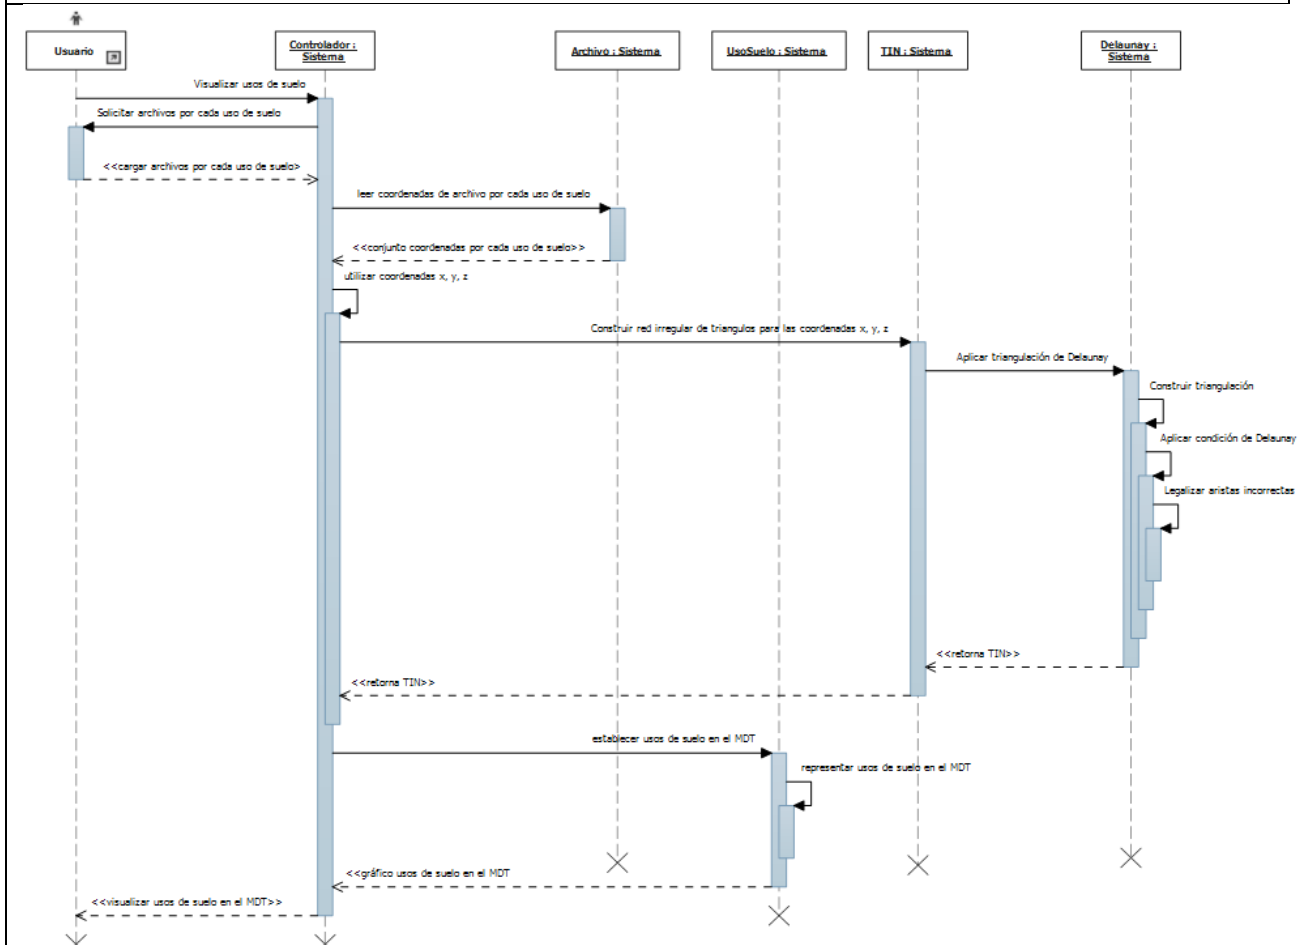 Usuario
Controlador :
Sistema
Archivo : Sistema
UsoSuelo : Sistema
TIN : Sistema
Delaunay :
Sistema
Visualizar usos de suelo
Solicitar archivos por cada uso de suelo
<<cargar archivos por cada uso de suelo>
leer coordenadas de archivo por cada uso de suelo
<<conjunto coordenadas por cada uso de suelo>>
utilizar coordenadas x, y, z
Construir red irregular de triangulos para las coordenadas x, y, z
Aplicar triangulación de Delaunay
Construir triangulación
Aplicar condición de Delaunay
Legalizar aristas incorrectas
<<retorna TIN>>
<<retorna TIN>>
establecer usos de suelo en el MDT
representar usos de suelo en el MDT
<<gráfico usos de suelo en el MDT
<<visualizar usos de suelo en el MDT>>